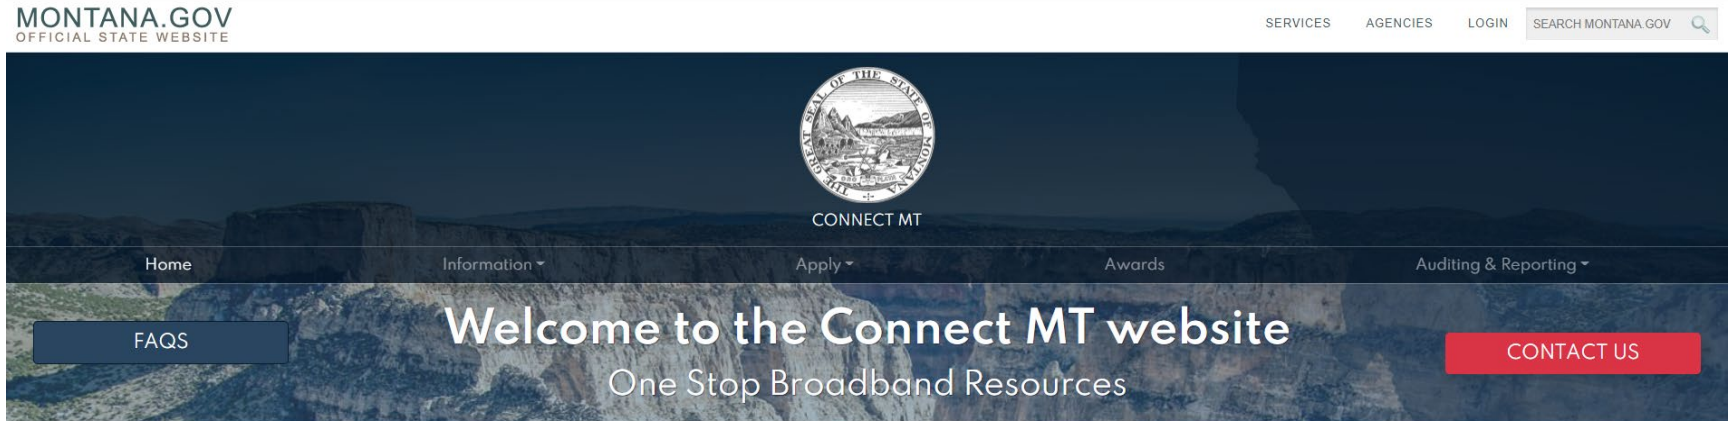 MONTANA.GOV
OFFICIAL STATE WEBSITE
SERVICES AGENCIES LOGIN SEARCH MONTANA.GOV
THE GREAT SEAL OF THE STATE OF MONTANA
ORO Y PLATA
CONNECT MT
Home Information Apply Awards Auditing & Reporting
FAQS
Welcome to the Connect MT website
One Stop Broadband Resources
CONTACT US